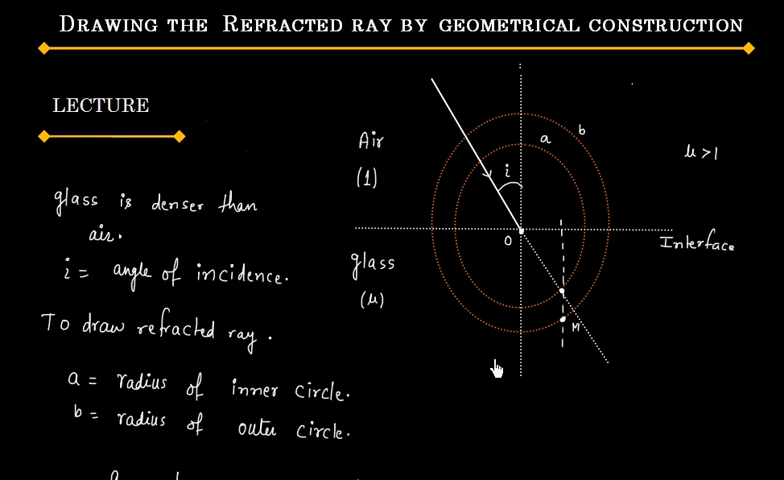 DRAWING THE REFRACTED RAY BY GEOMETRICAL CONSTRUCTION
LECTURE
glass is denser than
air.
i = angle of incidence.
To draw refracted ray.
a = radius of inner circle.
b = radius of outer circle.
Air
(1)
glass
(μ)
a
b
i
O
M
μ >1
Interface